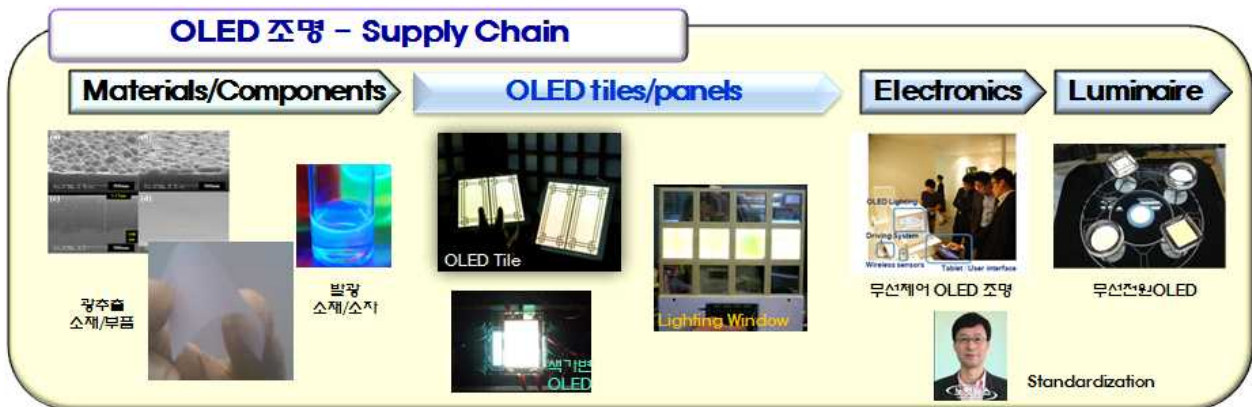 OLED 조명 - Supply Chain
Materials/Components
OLED tiles/panels
Electronics
Luminaire
(a)
(c)
(d)
광추출
소재/부품
발광
소재/소자
OLED Tile
색가변
OLED
Lighting Window
OLED Lighting
Driving System
Wireless sensors
Tablet / User interface
무선제어 OLED 조명
무선전원OLED
Standardization